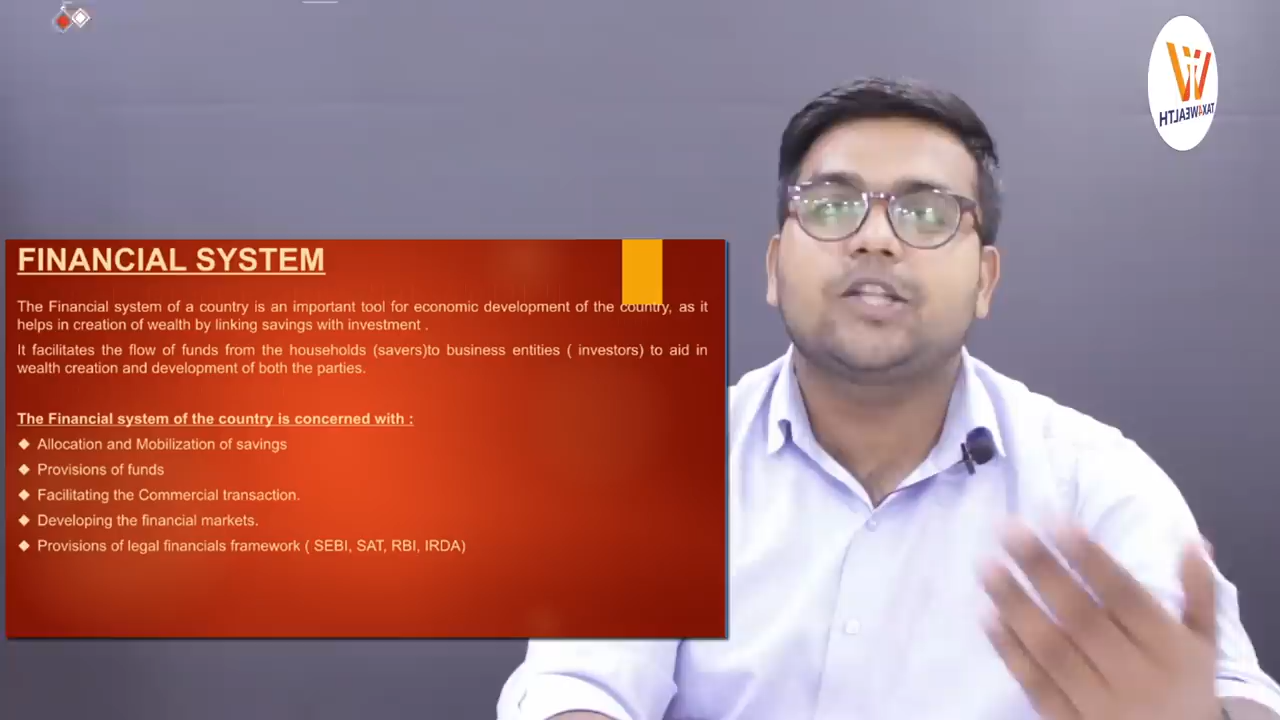 TAX4WEALTH
FINANCIAL SYSTEM
The Financial system of a country is an important tool for economic development of the country, as it
helps in creation of wealth by linking savings with investment .
It facilitates the flow of funds from the households (savers)to business entities ( investors) to aid in
wealth creation and development of both the parties.
The Financial system of the country is concerned with :
◆ Allocation and Mobilization of savings
◆ Provisions of funds
◆ Facilitating the Commercial transaction.
◆ Developing the financial markets.
◆ Provisions of legal financials framework ( SEBI, SAT, RBI, IRDA)